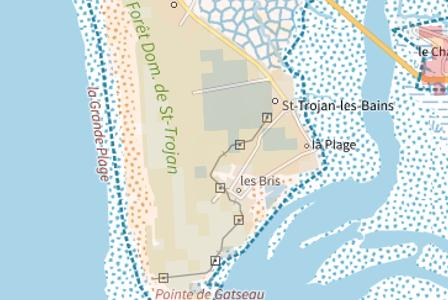 Forêt Dom. de St-Trojan
la Grande Plage
le Cha
St-Trojan-les-Bains
la Plage
les Bris
Pointe de Gatseau